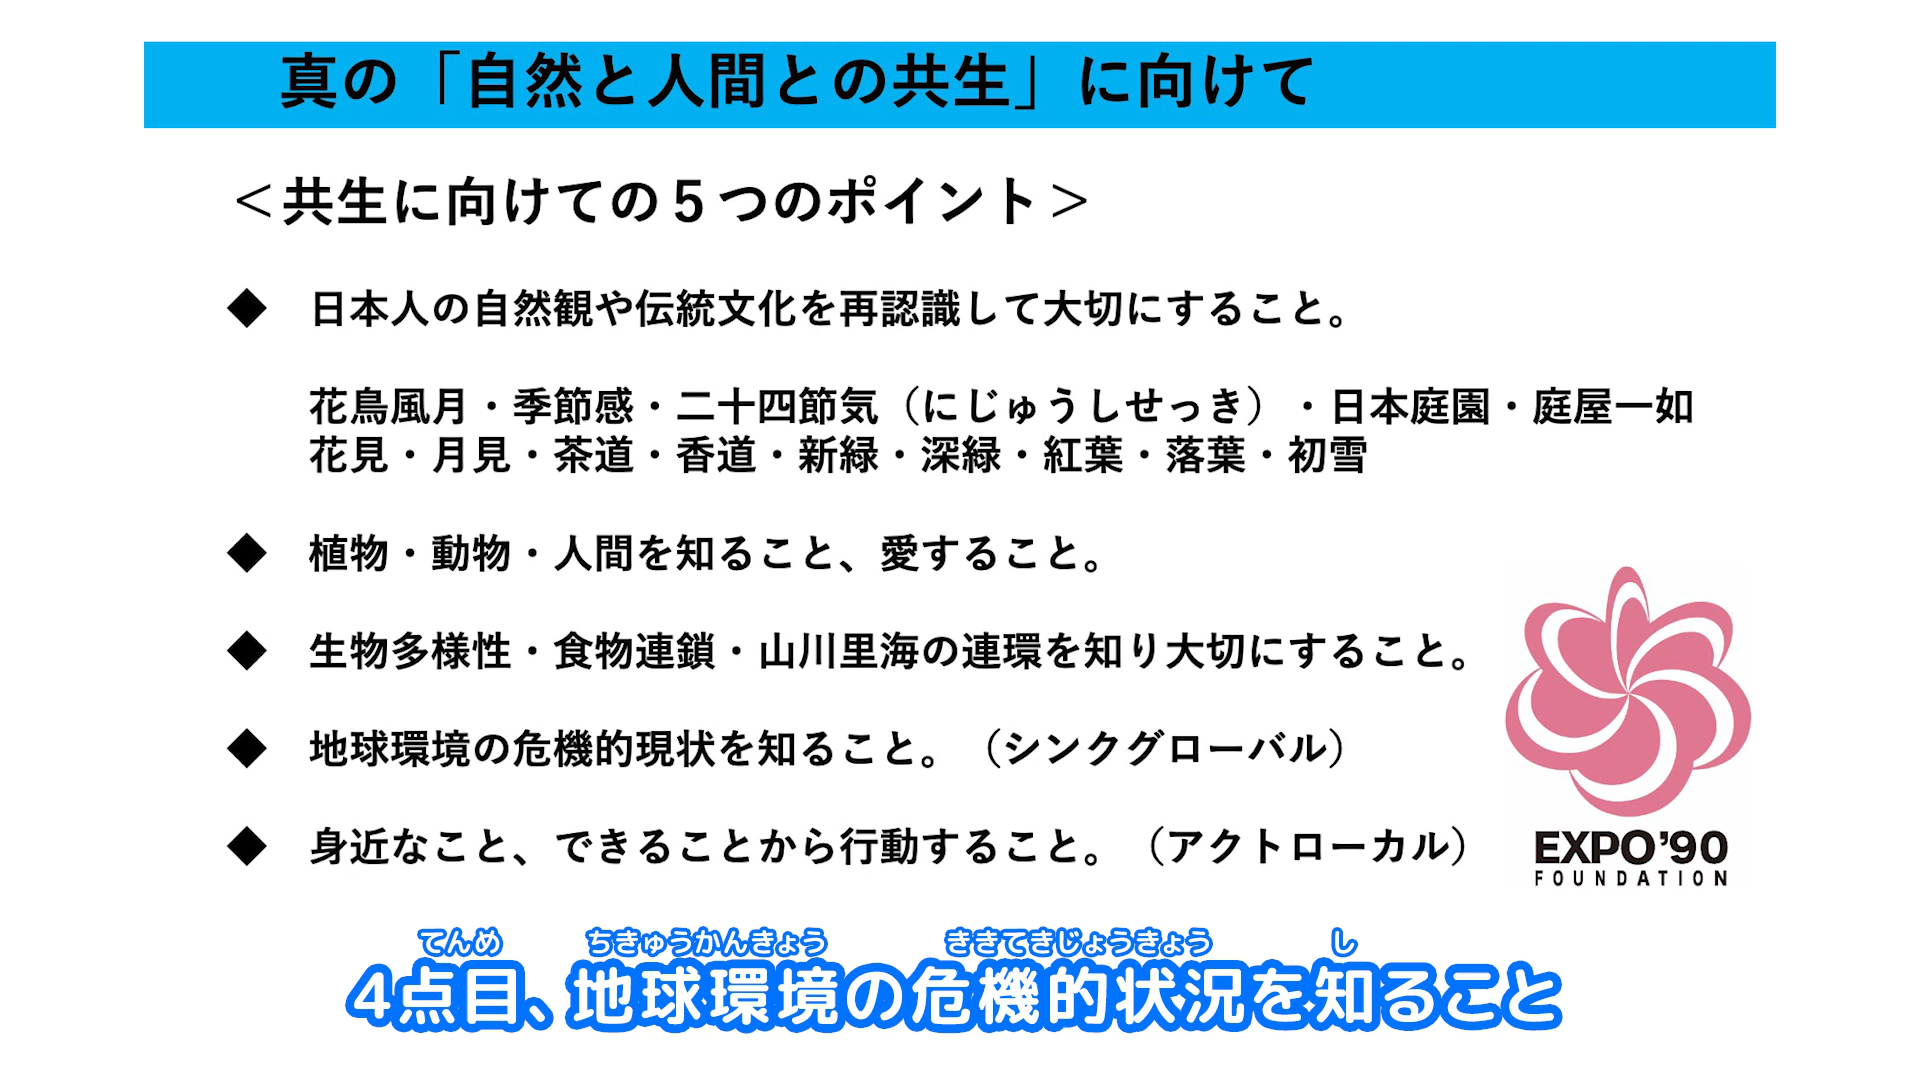 真の「自然と人間との共生」に向けて
＜共生に向けての５つのポイント＞
◆ 日本人の自然観や伝統文化を再認識して大切にすること。
花鳥風月・季節感・二十四節気（にじゅうしせっき）・日本庭園・庭屋一如
花見・月見・茶道・香道・新緑・深緑・紅葉・落葉・初雪
◆ 植物・動物・人間を知ること、愛すること。
◆ 生物多様性・食物連鎖・山川里海の連環を知り大切にすること。
◆ 地球環境の危機的現状を知ること。（シンクグローバル）
◆ 身近なこと、できることから行動すること。（アクトローカル）
EXPO’90
FOUNDATION
てんめ ちきゅうかんきょう ききてきじょうきょう し
4点目、地球環境の危機的状況を知ること